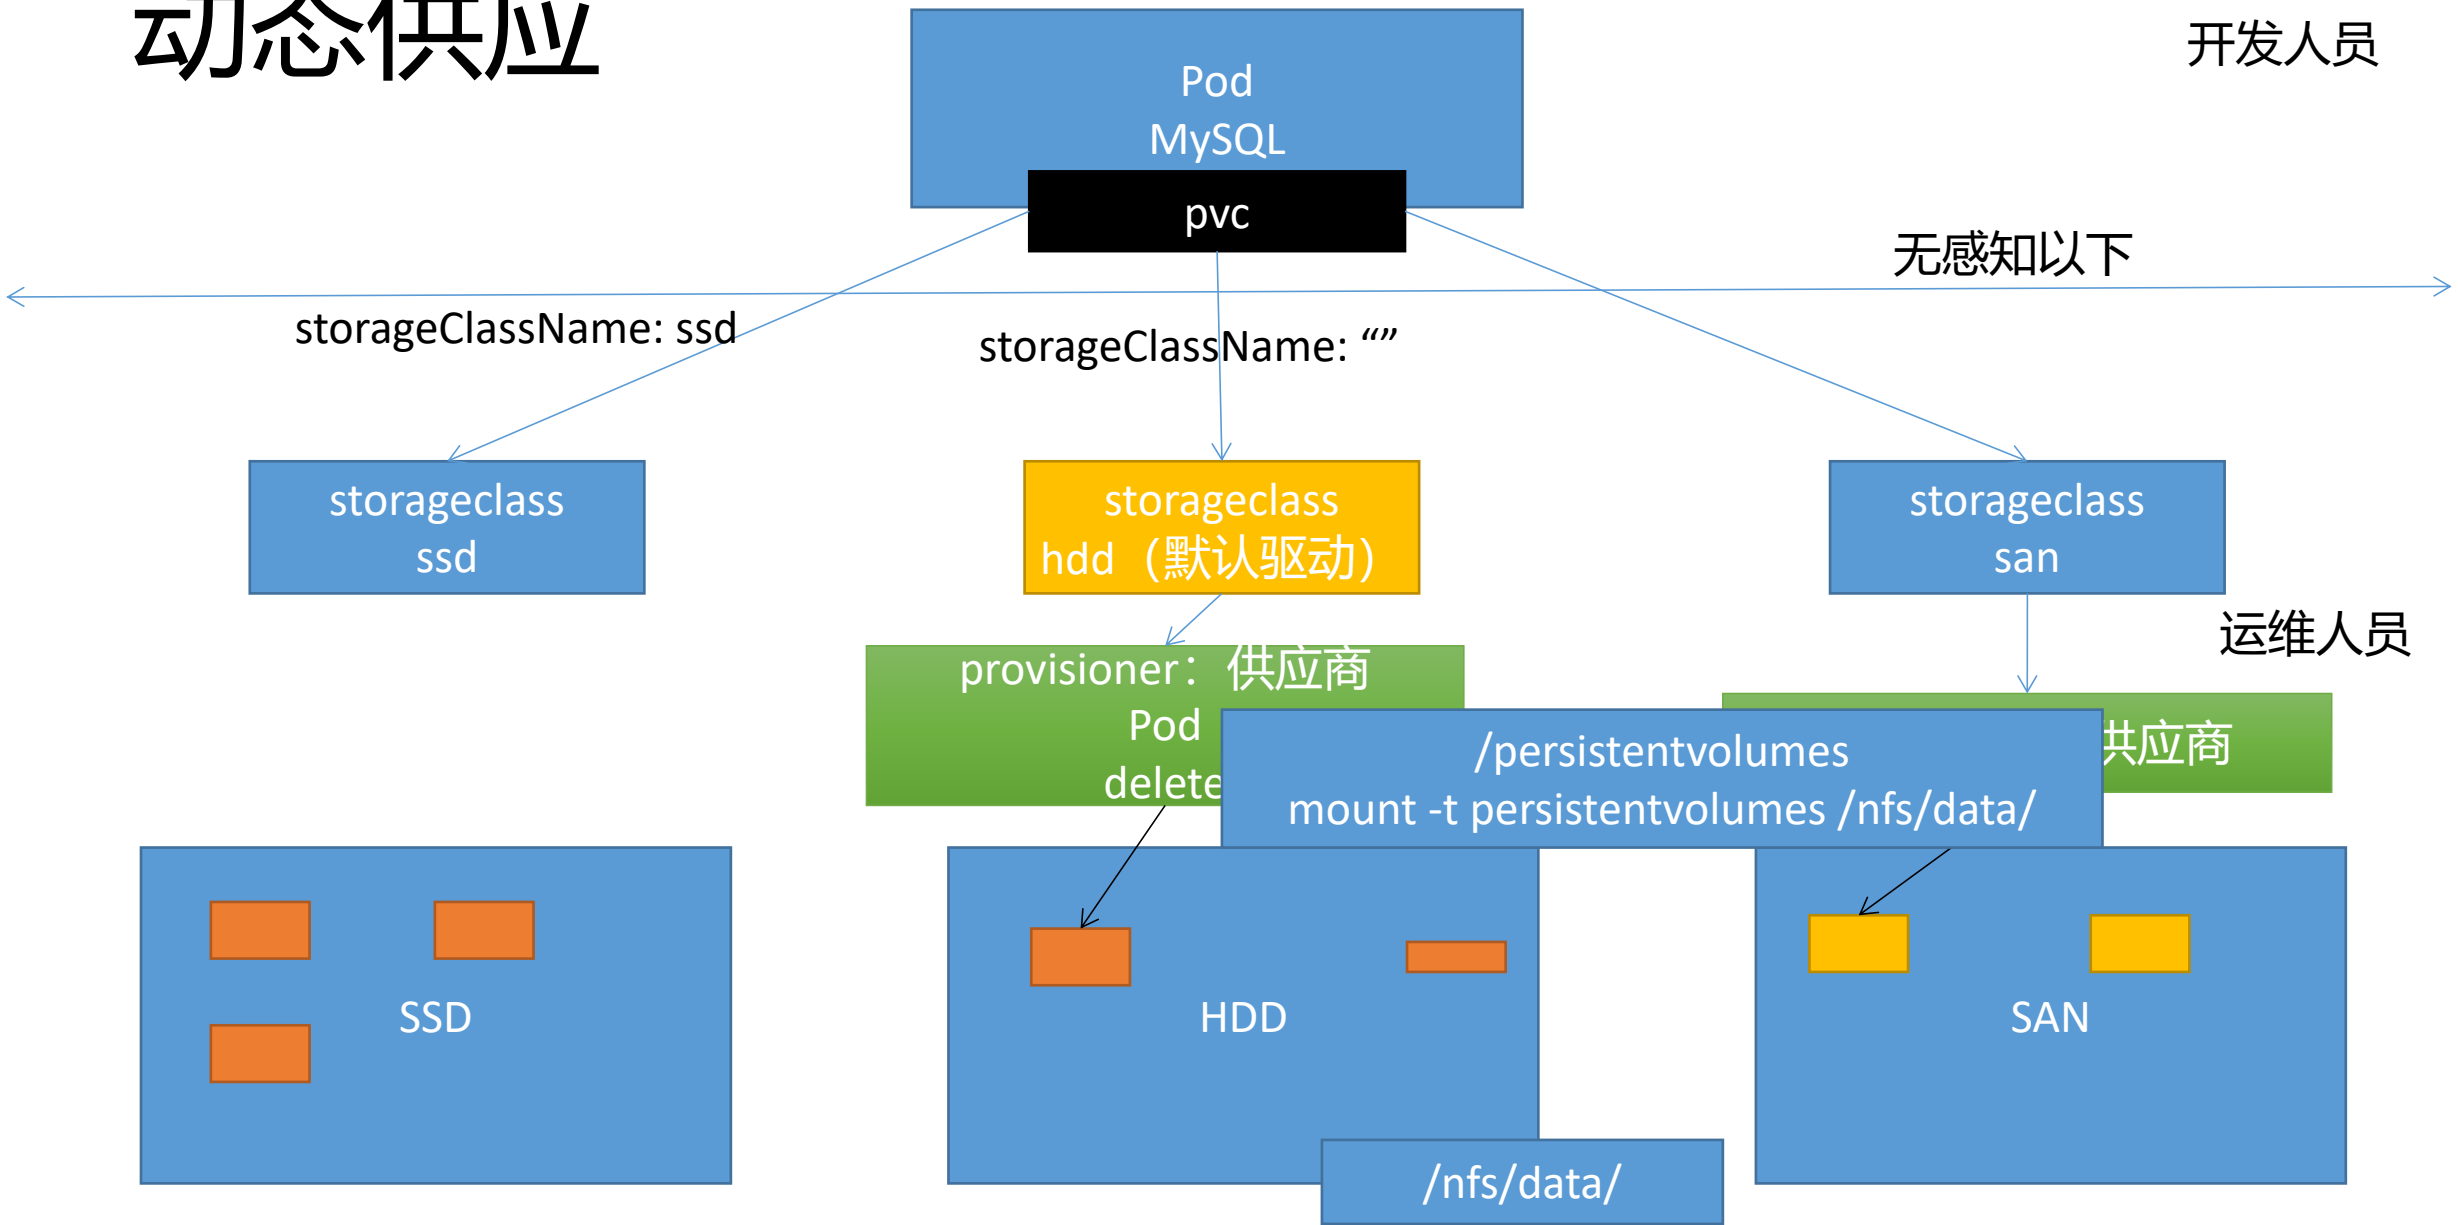 动态供应
开发人员
Pod
MySQL
pvc
无感知以下
storageClassName: ssd
storageClassName: “”
storageclass
ssd
storageclass
hdd（默认驱动）
storageclass
san
运维人员
provisioner：供应商
Pod
delete
供应商
/persistentvolumes
mount -t persistentvolumes /nfs/data/
SSD
HDD
SAN
/nfs/data/